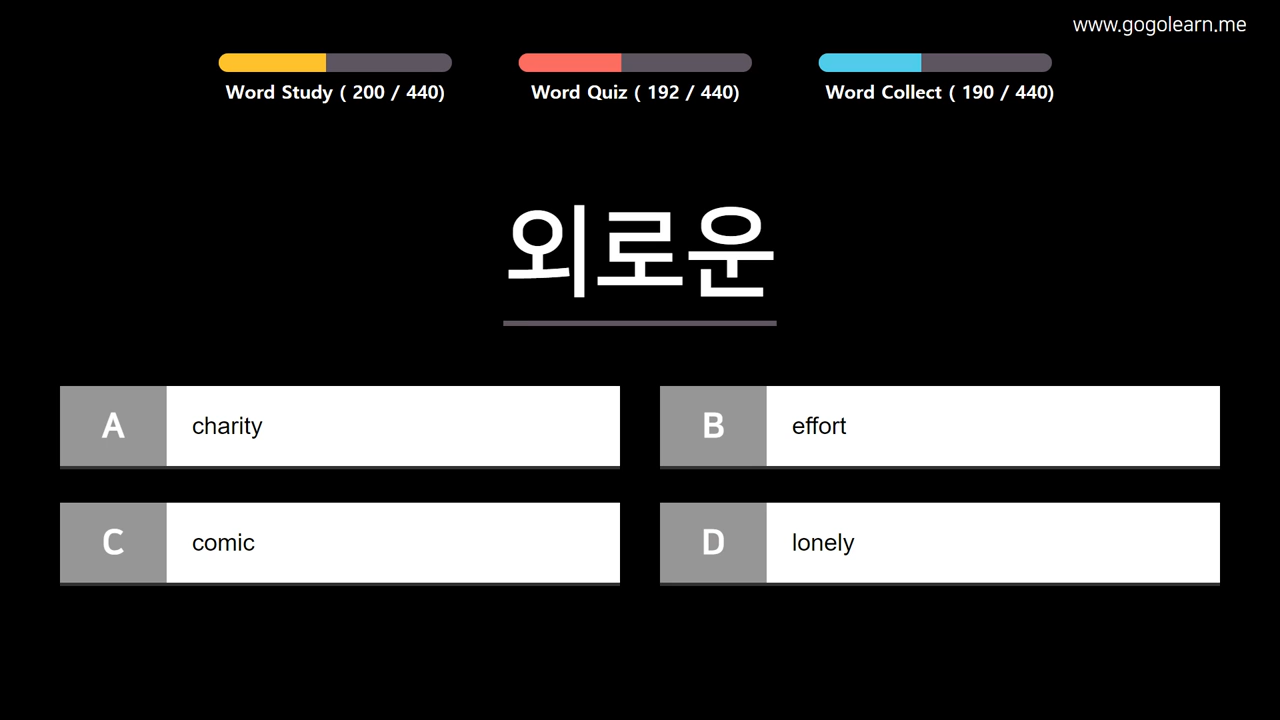 www.gogolearn.me
Word Study ( 200 / 440)
Word Quiz ( 192 / 440)
Word Collect ( 190 / 440)
외로운
A
charity
B
effort
C
comic
D
lonely